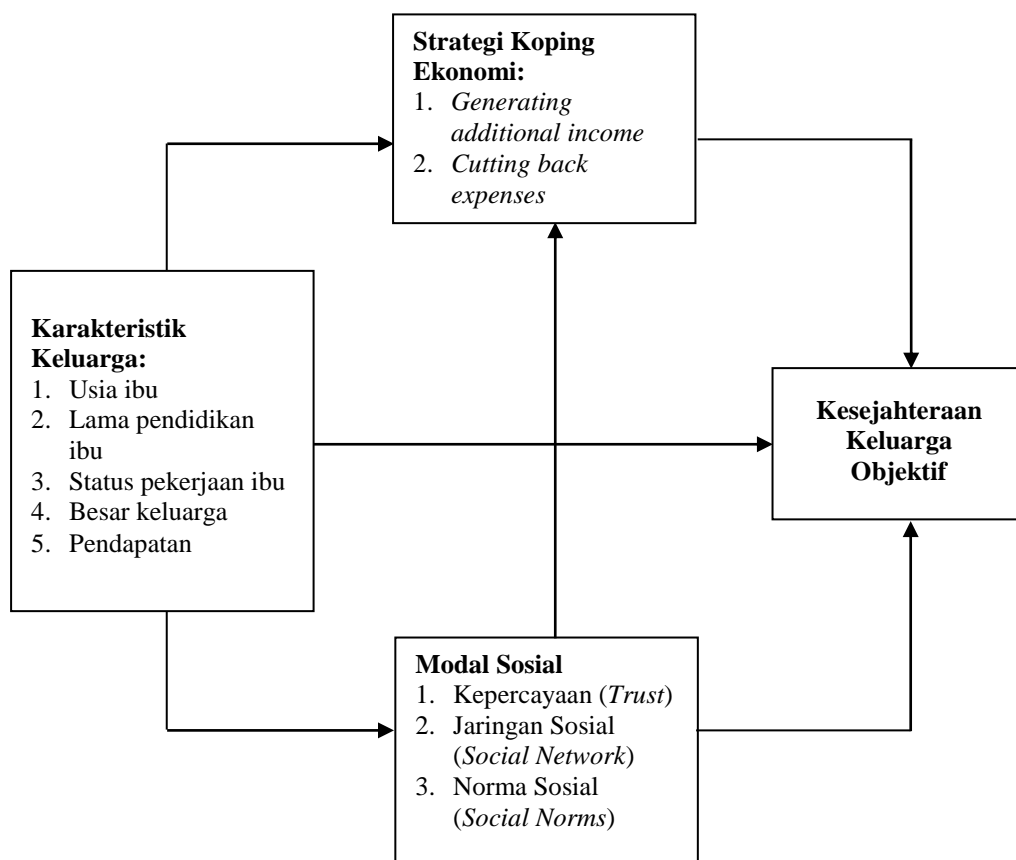 Strategi Koping
Ekonomi:
1. Generating
additional income
2. Cutting back
expenses
Karakteristik
Keluarga:
1. Usia ibu
2. Lama pendidikan
ibu
3. Status pekerjaan ibu
4. Besar keluarga
5. Pendapatan
Kesejahteraan
Keluarga
Objektif
Modal Sosial
1. Kepercayaan (Trust)
2. Jaringan Sosial
(Social Network)
3. Norma Sosial
(Social Norms)